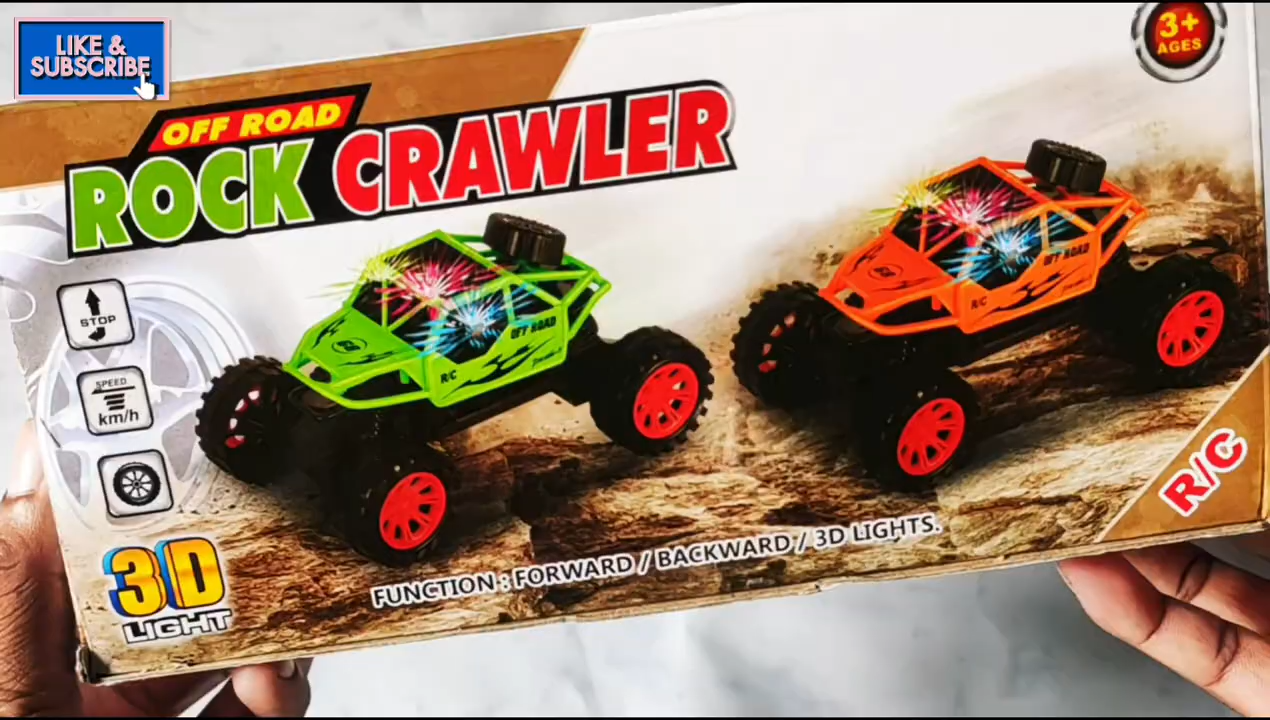 LIKE &
SUBSCRIBE
3+
AGES
OFF ROAD
ROCK CRAWLER
STOP
SPEED
km/h
OFF ROAD
R/C
OFF ROAD
R/C
R/C
3D
LIGHT
FUNCTION : FORWARD / BACKWARD / 3D LIGHTS.